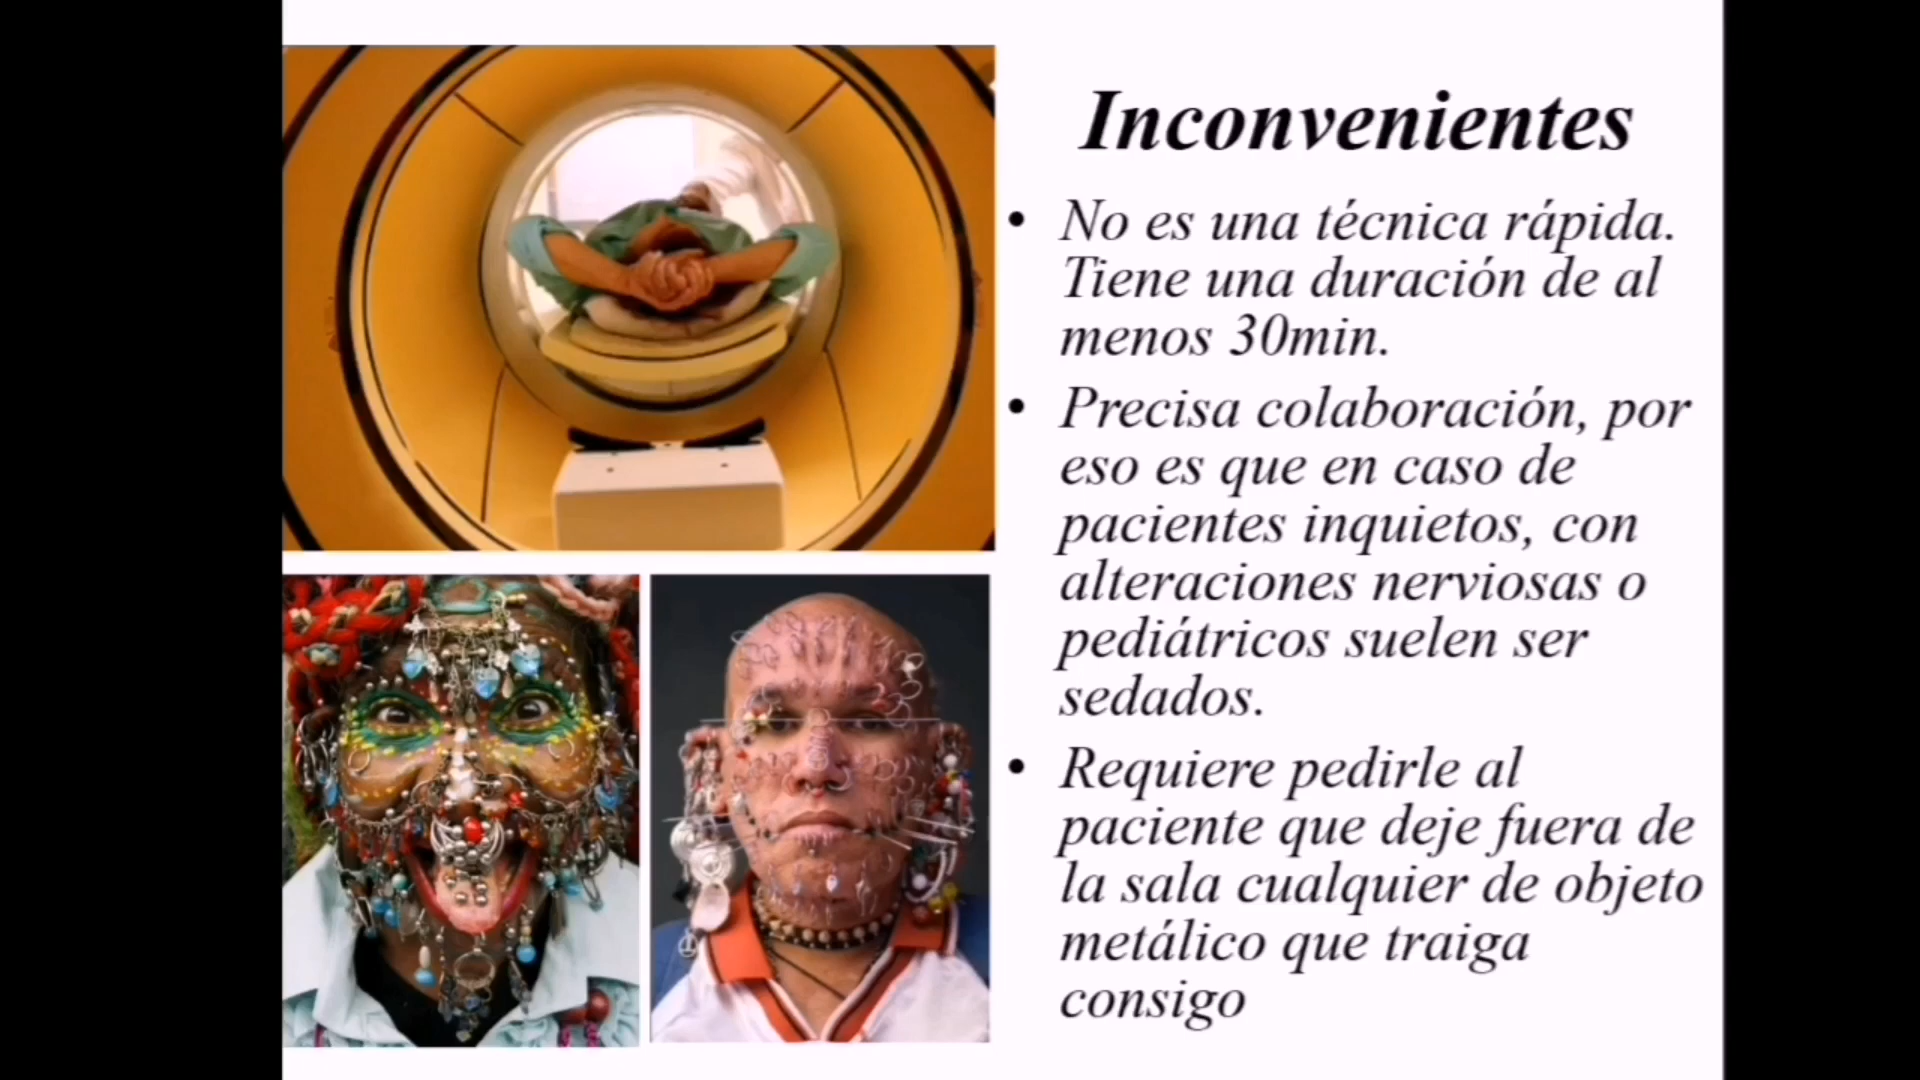 Inconvenientes
• No es una técnica rápida.
Tiene una duración de al
menos 30min.
• Precisa colaboración, por
eso es que en caso de
pacientes inquietos, con
alteraciones nerviosas o
pediátricos suelen ser
sedados.
• Requiere pedirle al
paciente que deje fuera de
la sala cualquier de objeto
metálico que traiga
consigo